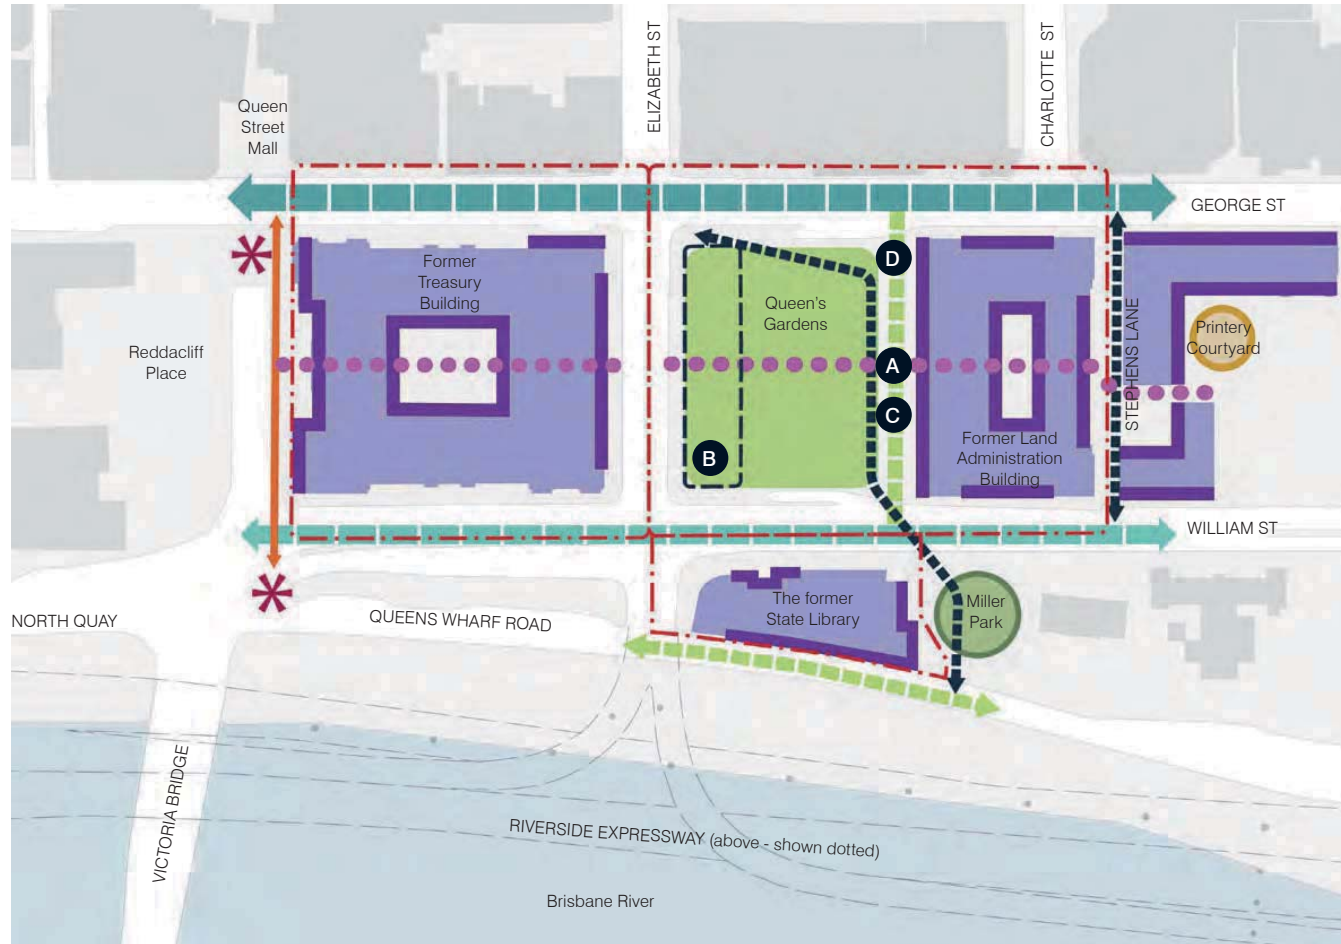 ELIZABETH ST
CHARLOTTE ST
Queen
Street
Mall
GEORGE ST
Former
Treasury
Building
D
Queen's
Gardens
Reddacliff
Place
A
STEPHENS LANE
Printery
Courtyard
C
B
Former Land
Administration
Building
WILLIAM ST
NORTH QUAY
QUEENS WHARF ROAD
The former
State Library
Miller
Park
VICTORIA BRIDGE
RIVERSIDE EXPRESSWAY (above - shown dotted)
Brisbane River